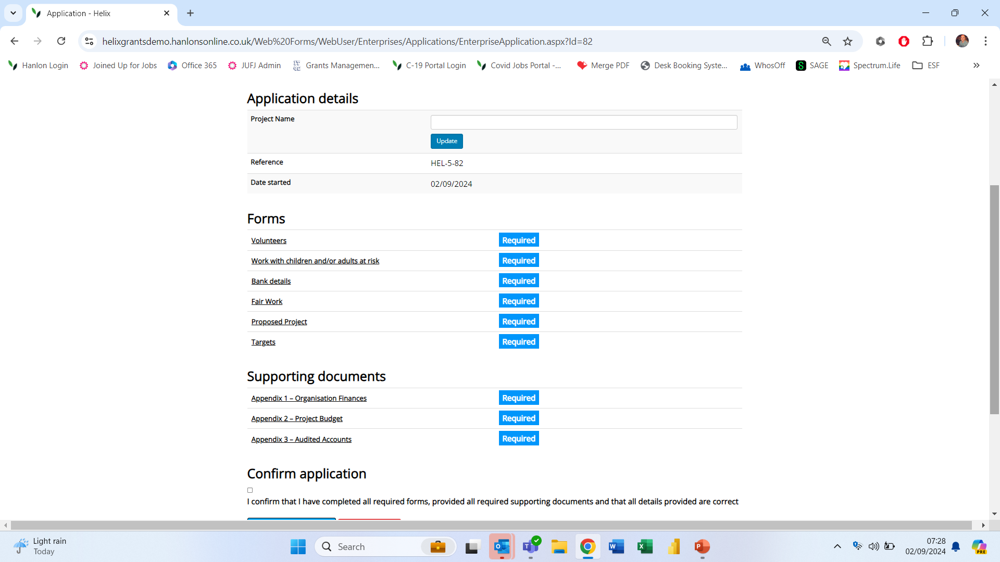 Application - Helix
helixgrantsdemo.hanlonsonline.co.uk/Web%20Forms/WebUser/Enterprises/Applications/EnterpriseApplication.aspx?Id=82
Hanlon Login Joined Up for Jobs Office 365 JUFJ Admin Grants Managemen... C-19 Portal Login Covid Jobs Portal -... Merge PDF Desk Booking Syste... WhosOff SAGE Spectrum.Life ESF
Application details
Project Name
Update
Reference HEL-5-82
Date started 02/09/2024
Forms
Volunteers Required
Work with children and/or adults at risk Required
Bank details Required
Fair Work Required
Proposed Project Required
Targets Required
Supporting documents
Appendix 1 – Organisation Finances Required
Appendix 2 – Project Budget Required
Appendix 3 – Audited Accounts Required
Confirm application
I confirm that I have completed all required forms, provided all required supporting documents and that all details provided are correct
Light rain
Today
Search
07:28
02/09/2024
PRE